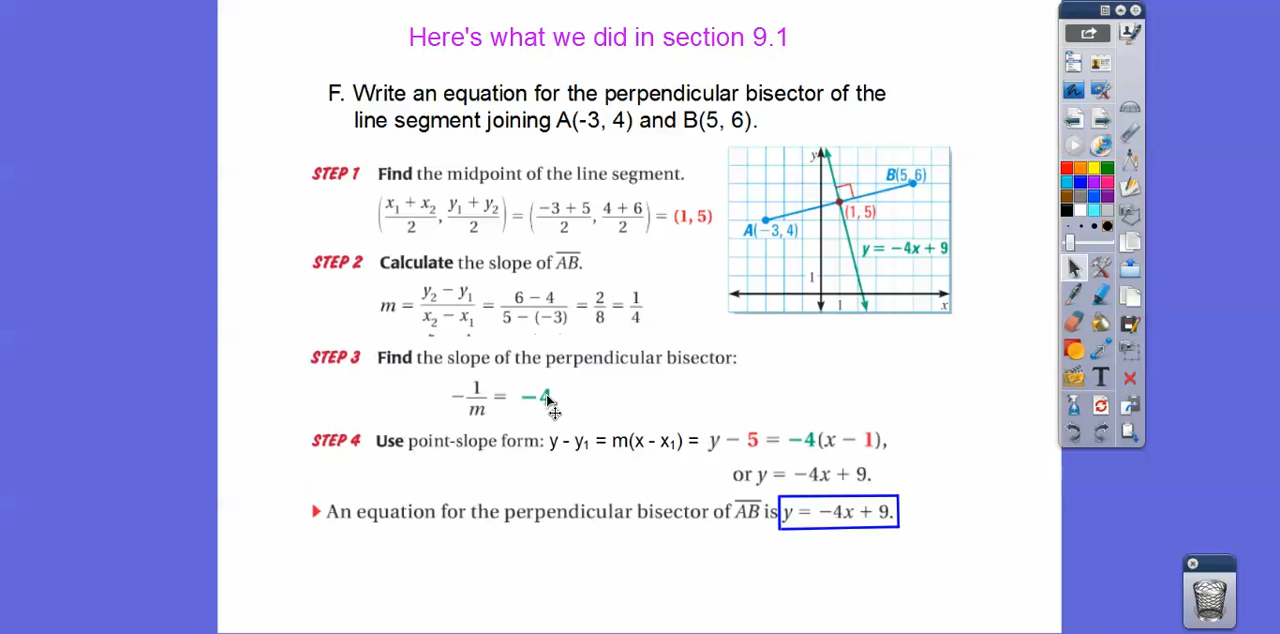 Here's what we did in section 9.1
F. Write an equation for the perpendicular bisector of the
line segment joining A(-3, 4) and B(5, 6).
STEP 1 Find the midpoint of the line segment.
(x₁ + x₂ / 2, y₁ + y₂ / 2) = (−3 + 5 / 2, 4 + 6 / 2) = (1, 5)
STEP 2 Calculate the slope of A̅B̅.
m = y₂ − y₁ / x₂ − x₁ = 6 − 4 / 5 − (−3) = 2/8 = 1/4
y
B(5, 6)
(1, 5)
A(−3, 4)
y = −4x + 9
1
1
x
STEP 3 Find the slope of the perpendicular bisector:
−1/m = −4
STEP 4 Use point-slope form: y - y₁ = m(x - x₁) = y − 5 = −4(x − 1),
or y = −4x + 9.
An equation for the perpendicular bisector of A̅B̅ is y = −4x + 9.
T